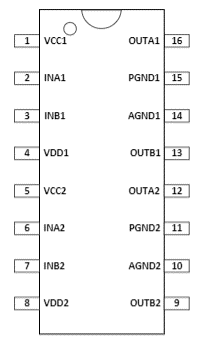 1 VCC1 OUTA1 16
2 INA1 PGND1 15
3 INB1 AGND1 14
4 VDD1 OUTB1 13
5 VCC2 OUTA2 12
6 INA2 PGND2 11
7 INB2 AGND2 10
8 VDD2 OUTB2 9